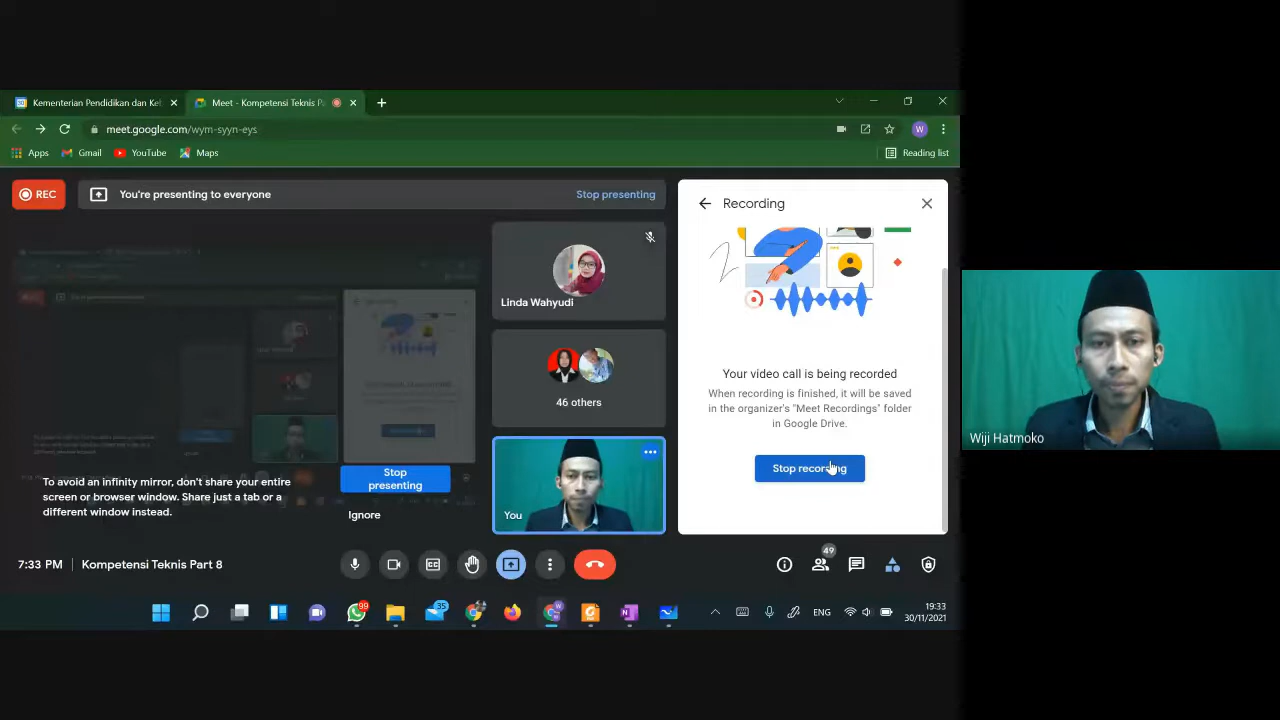 Kementerian Pendidikan dan Ke
Meet - Kompetensi Teknis Pa
meet.google.com/wym-syyn-eys
W
Apps
Gmail
YouTube
Maps
Reading list
REC
You're presenting to everyone
Stop presenting
Recording
Linda Wahyudi
46 others
Your video call is being recorded
When recording is finished, it will be saved
in the organizer's "Meet Recordings" folder
in Google Drive.
Stop recording
To avoid an infinity mirror, don't share your entire
screen or browser window. Share just a tab or a
different window instead.
Stop
presenting
Ignore
You
Wiji Hatmoko
7:33 PM
Kompetensi Teknis Part 8
49
99
35
ENG
19:33
30/11/2021